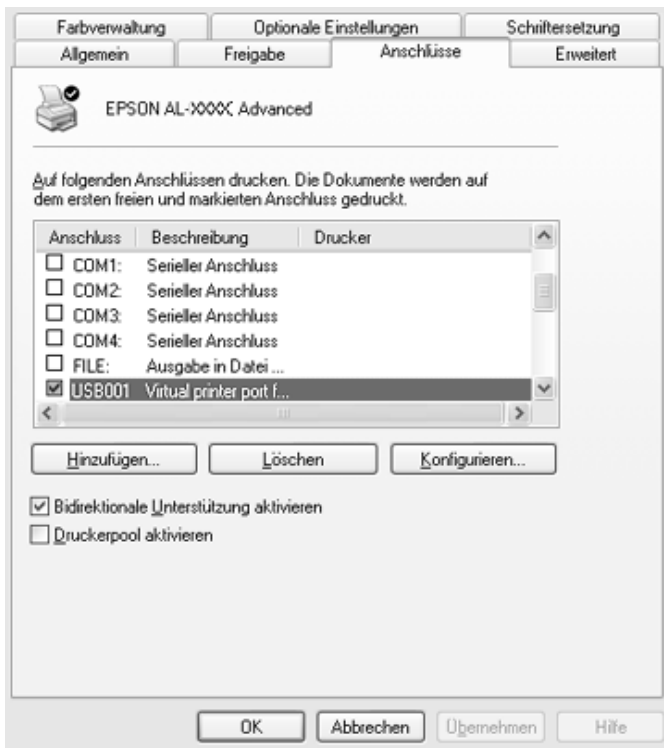 Farbverwaltung Optionale Einstellungen Schriftersetzung
Allgemein Freigabe Anschlüsse Erweitert
EPSON AL-XXXX Advanced
Auf folgenden Anschlüssen drucken. Die Dokumente werden auf
dem ersten freien und markierten Anschluss gedruckt.
Anschluss Beschreibung Drucker
COM1: Serieller Anschluss
COM2: Serieller Anschluss
COM3: Serieller Anschluss
COM4: Serieller Anschluss
FILE: Ausgabe in Datei ...
USB001 Virtual printer port f...
Hinzufügen... Löschen Konfigurieren...
Bidirektionale Unterstützung aktivieren
Druckerpool aktivieren
OK Abbrechen Übernehmen Hilfe